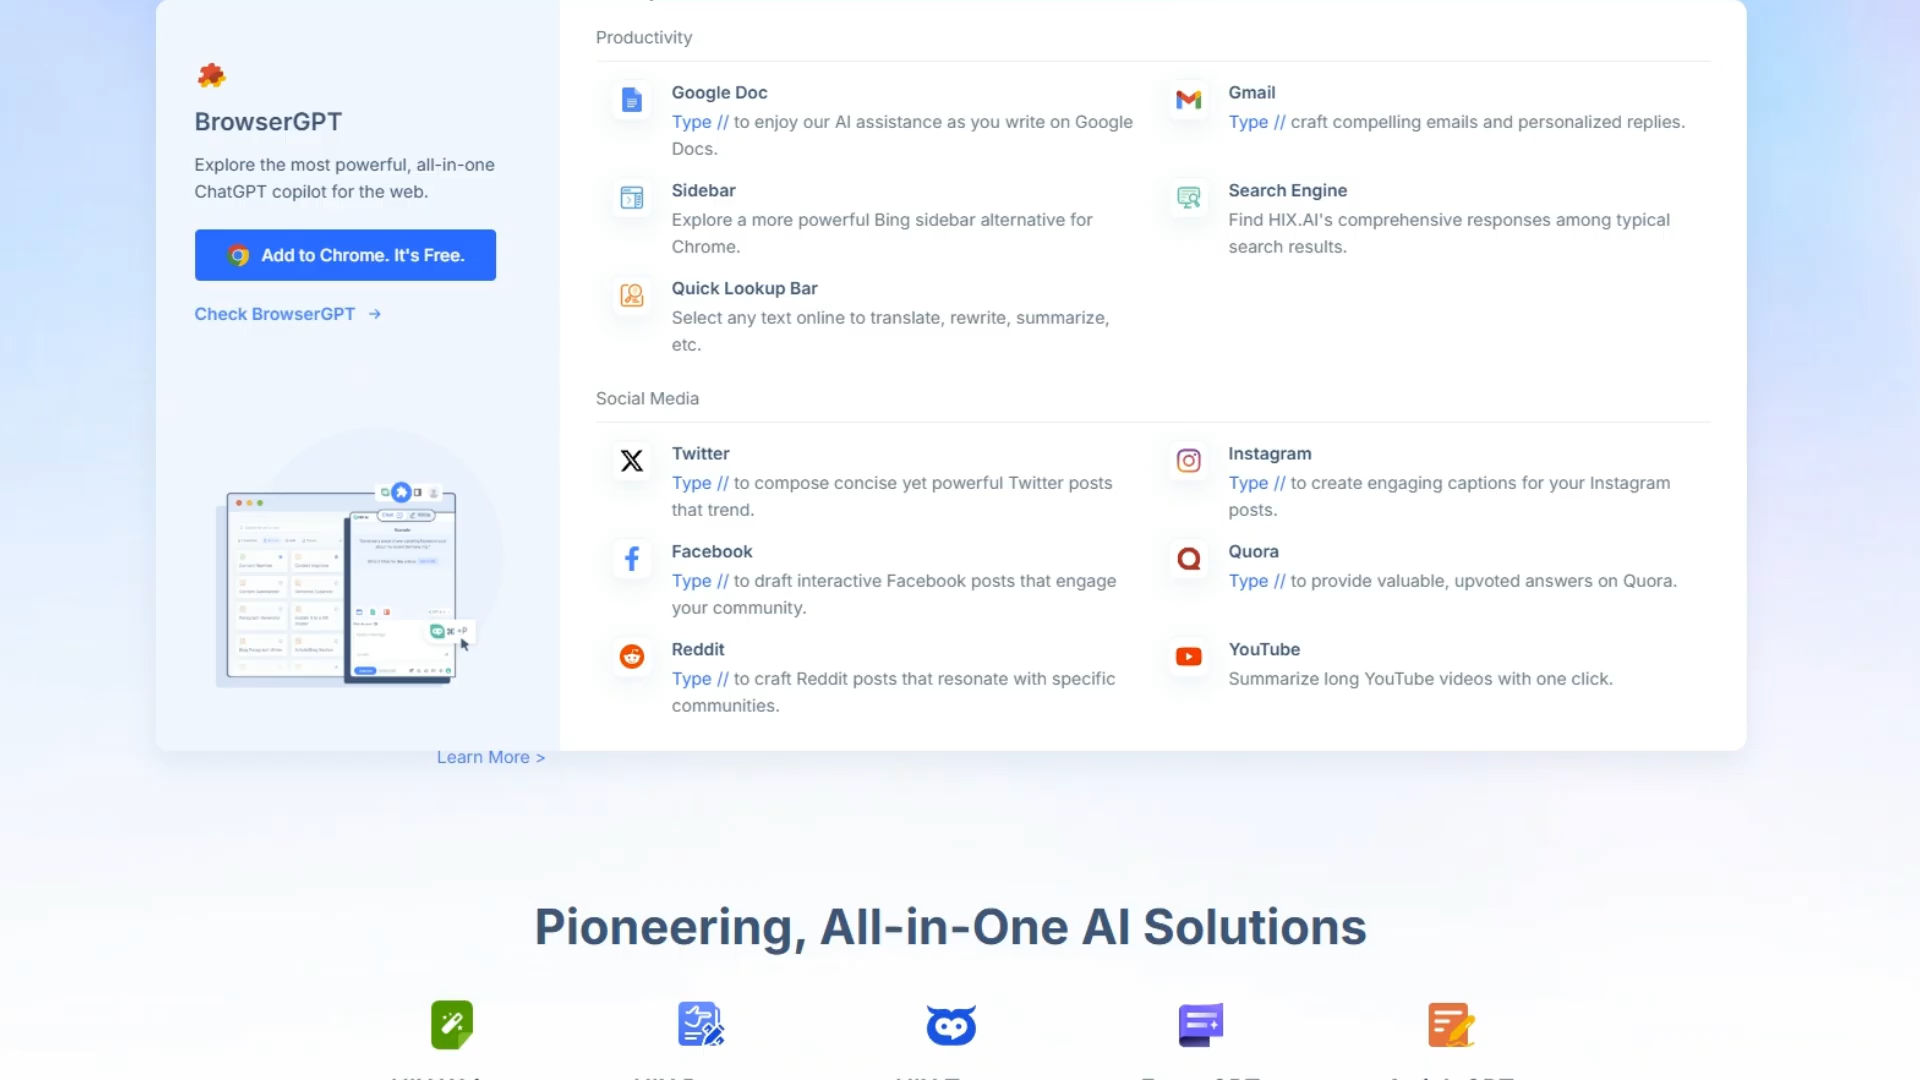 Productivity
BrowserGPT
Explore the most powerful, all-in-one
ChatGPT copilot for the web.
Add to Chrome. It's Free.
Check BrowserGPT →
Learn More >
Google Doc
Type // to enjoy our AI assistance as you write on Google
Docs.
Gmail
Type // craft compelling emails and personalized replies.
Sidebar
Explore a more powerful Bing sidebar alternative for
Chrome.
Search Engine
Find HIX.AI's comprehensive responses among typical
search results.
Quick Lookup Bar
Select any text online to translate, rewrite, summarize,
etc.
Social Media
Twitter
Type // to compose concise yet powerful Twitter posts
that trend.
Instagram
Type // to create engaging captions for your Instagram
posts.
Facebook
Type // to draft interactive Facebook posts that engage
your community.
Quora
Type // to provide valuable, upvoted answers on Quora.
Reddit
Type // to craft Reddit posts that resonate with specific
communities.
YouTube
Summarize long YouTube videos with one click.
Pioneering, All-in-One AI Solutions